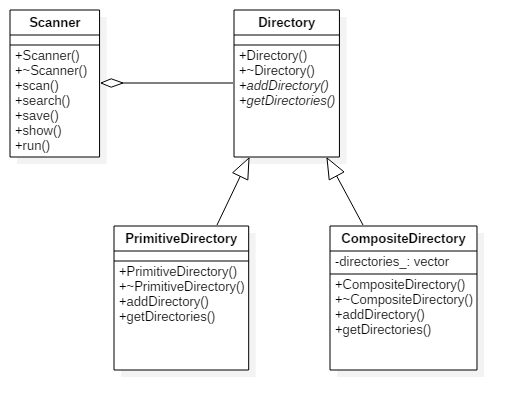 Scanner
+Scanner()
+~Scanner()
+scan()
+search()
+save()
+show()
+run()
Directory
+Directory()
+~Directory()
+addDirectory()
+getDirectories()
PrimitiveDirectory
+PrimitiveDirectory()
+~PrimitiveDirectory()
+addDirectory()
+getDirectories()
CompositeDirectory
-directories_: vector
+CompositeDirectory()
+~CompositeDirectory()
+addDirectory()
+getDirectories()